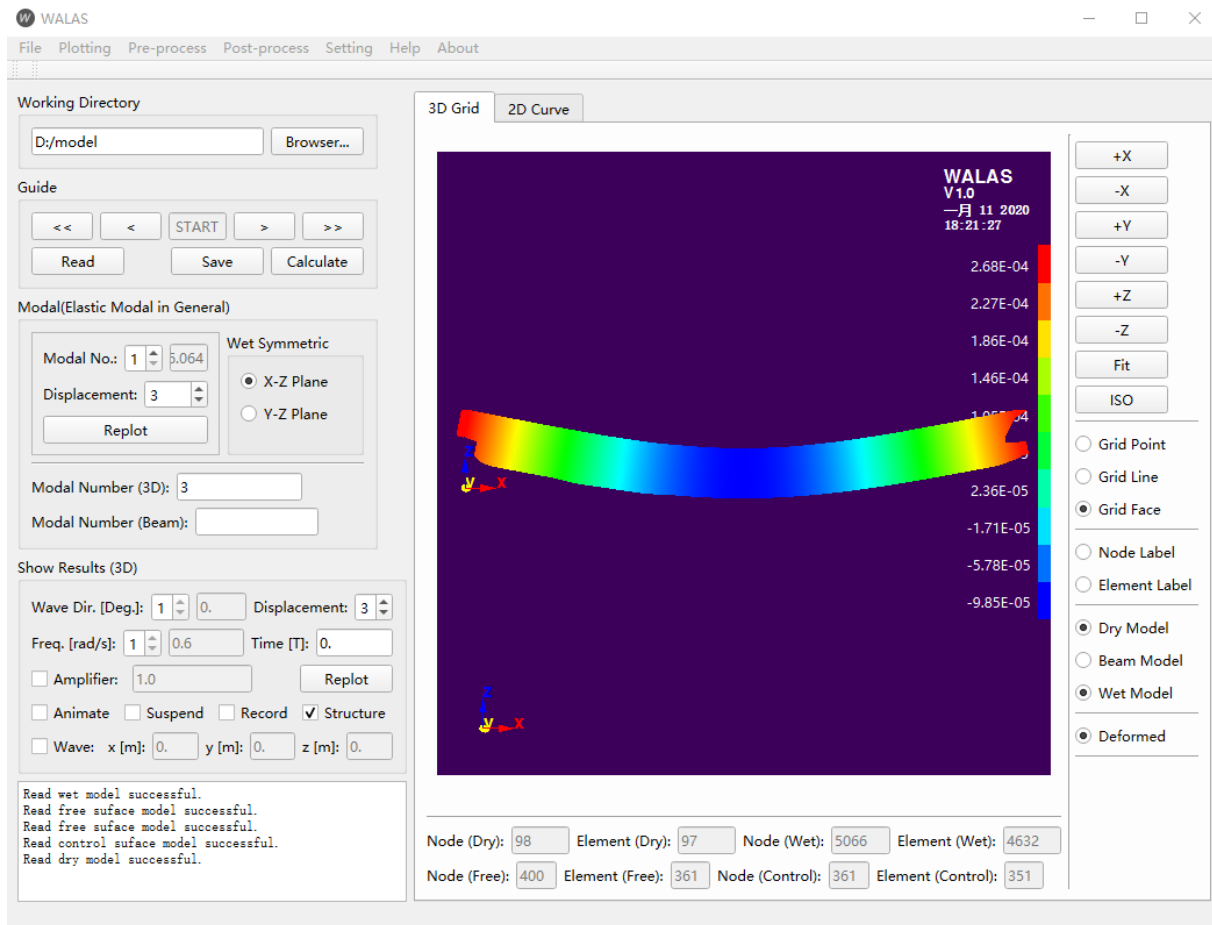 WALAS
File Plotting Pre-process Post-process Setting Help About
Working Directory
D:/model Browser...
Guide
<< < START > >>
Read Save Calculate
Modal(Elastic Modal in General)
Modal No.: 1 5.064
Displacement: 3
Replot
Wet Symmetric
X-Z Plane
Y-Z Plane
Modal Number (3D): 3
Modal Number (Beam):
Show Results (3D)
Wave Dir. [Deg.]: 1 0. Displacement: 3
Freq. [rad/s]: 1 0.6 Time [T]: 0.
Amplifier: 1.0 Replot
Animate Suspend Record Structure
Wave: x [m]: 0. y [m]: 0. z [m]: 0.
Read wet model successful.
Read free suface model successful.
Read free suface model successful.
Read control suface model successful.
Read dry model successful.
3D Grid 2D Curve
WALAS
V 1.0
一月 11 2020
18:21:27
2.68E-04
2.27E-04
1.86E-04
1.46E-04
2.36E-05
-1.71E-05
-5.78E-05
-9.85E-05
Z
Y X
Z
Y X
+X
-X
+Y
-Y
+Z
-Z
Fit
ISO
Grid Point
Grid Line
Grid Face
Node Label
Element Label
Dry Model
Beam Model
Wet Model
Deformed
Node (Dry): 98 Element (Dry): 97 Node (Wet): 5066 Element (Wet): 4632
Node (Free): 400 Element (Free): 361 Node (Control): 361 Element (Control): 351